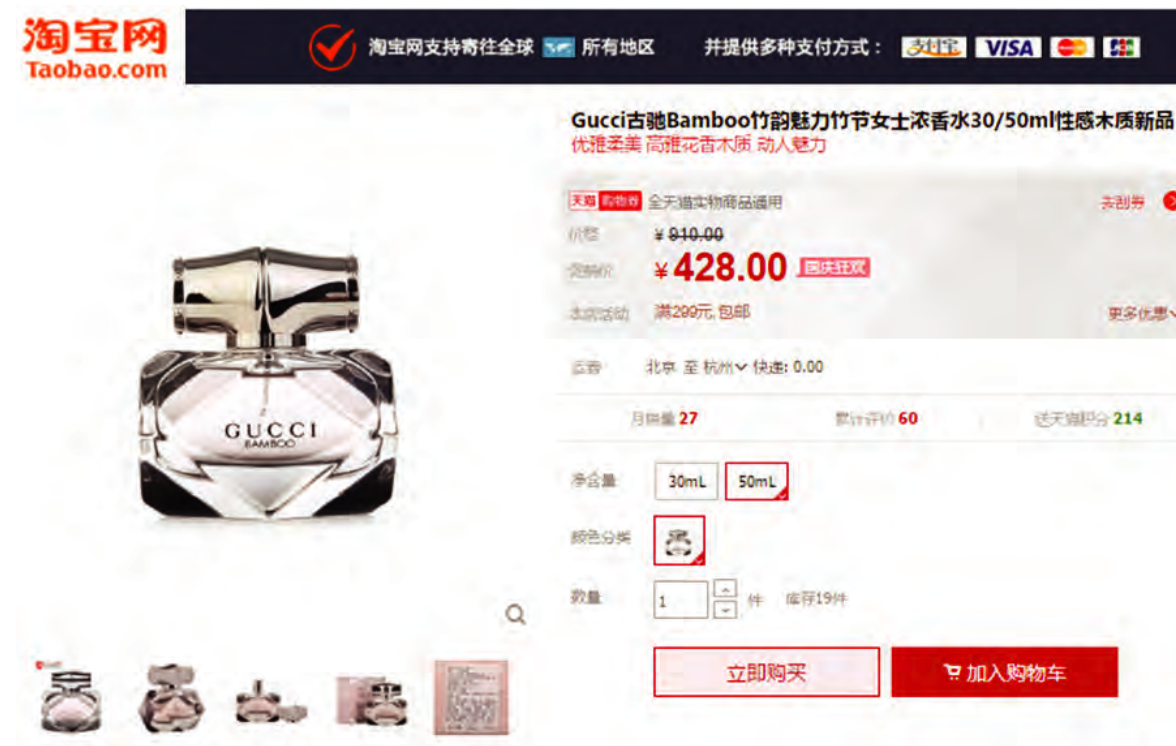 淘宝网
Taobao.com
淘宝网支持寄往全球 所有地区 并提供多种支付方式： 支付宝 VISA
Gucci古驰Bamboo竹韵魅力竹节女士浓香水30/50ml性感木质新品
优雅柔美 高雅花香木质 动人魅力
天猫 购物券 全天猫实物商品通用 去刮券
价格 ¥ 910.00
促销价 ¥ 428.00 国庆狂欢
本店活动 满299元,包邮 更多优惠
运费 北京 至 杭州 快递: 0.00
月销量 27 累计评价 60 送天猫积分 214
净含量 30mL 50mL
颜色分类
数量 1 件 库存19件
立即购买 加入购物车
GUCCI
BAMBOO